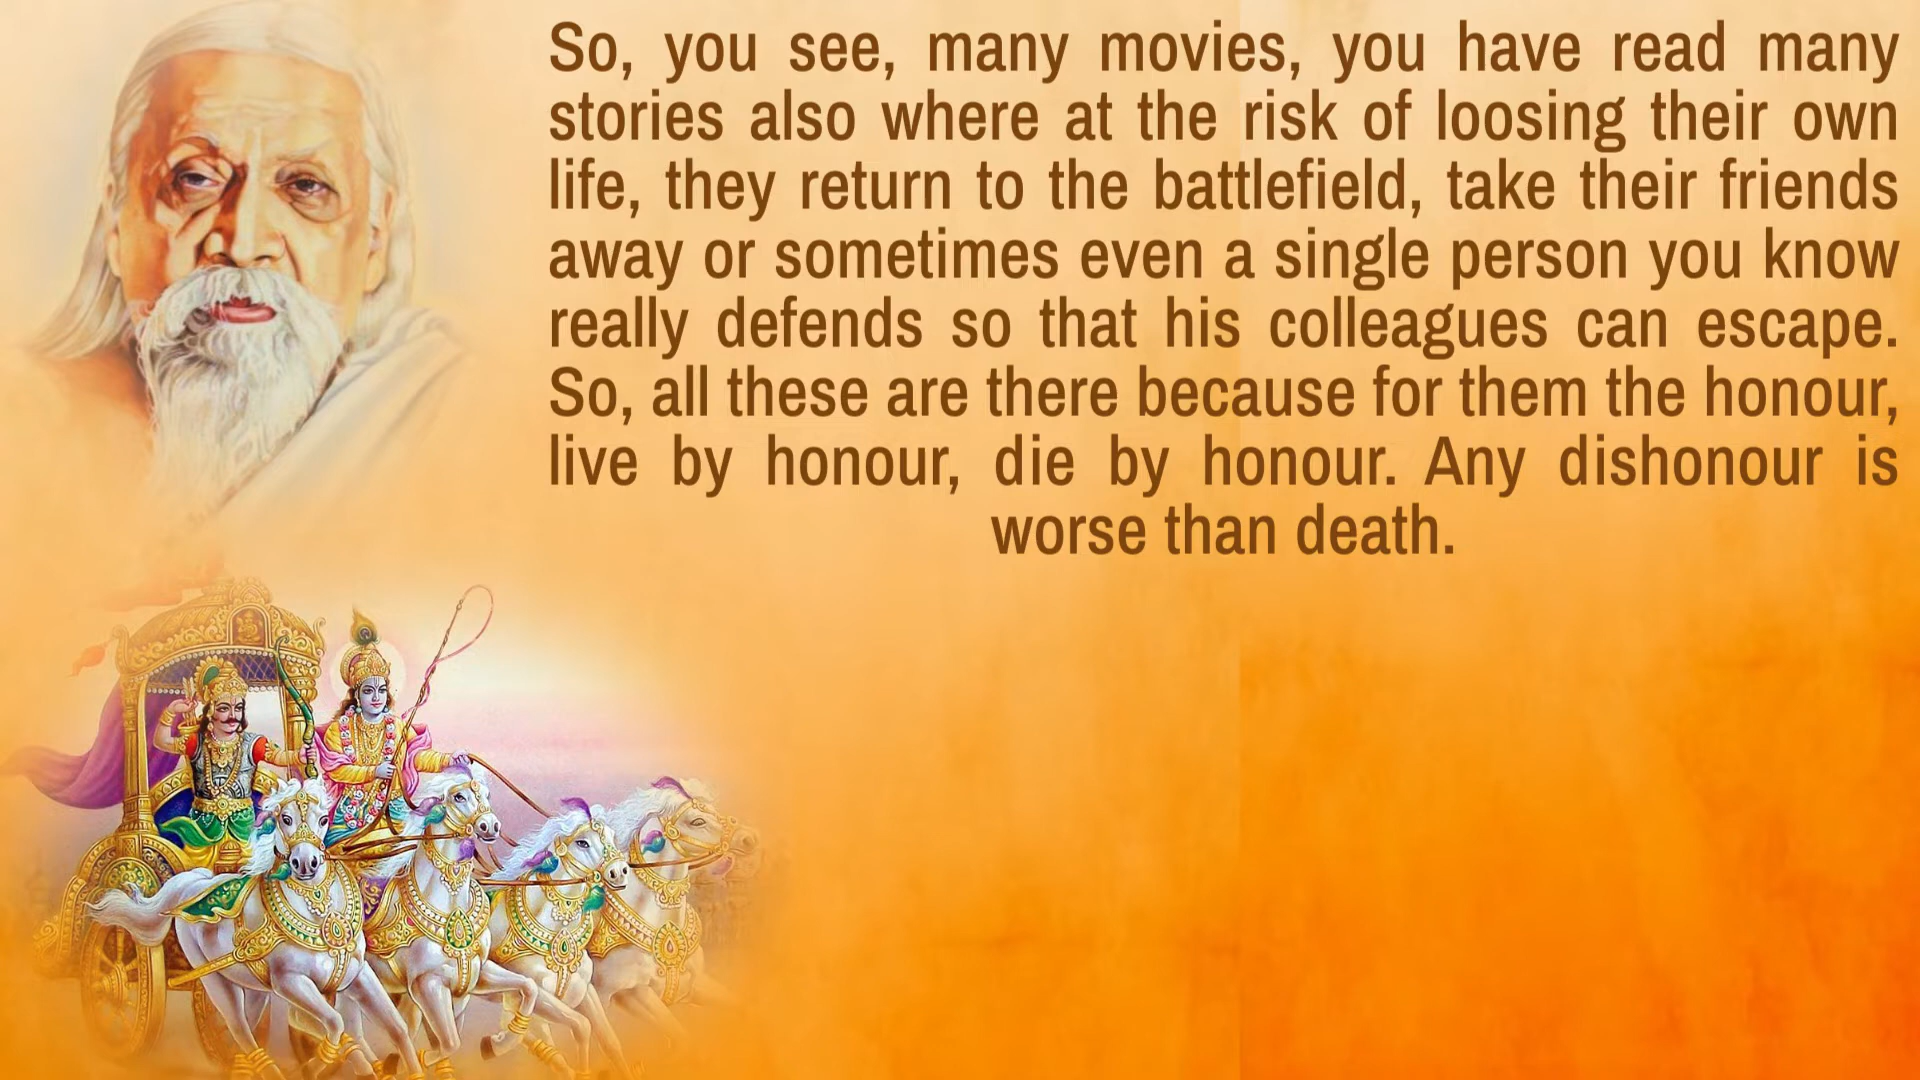 So, you see, many movies, you have read many
stories also where at the risk of loosing their own
life, they return to the battlefield, take their friends
away or sometimes even a single person you know
really defends so that his colleagues can escape.
So, all these are there because for them the honour,
live by honour, die by honour. Any dishonour is
worse than death.